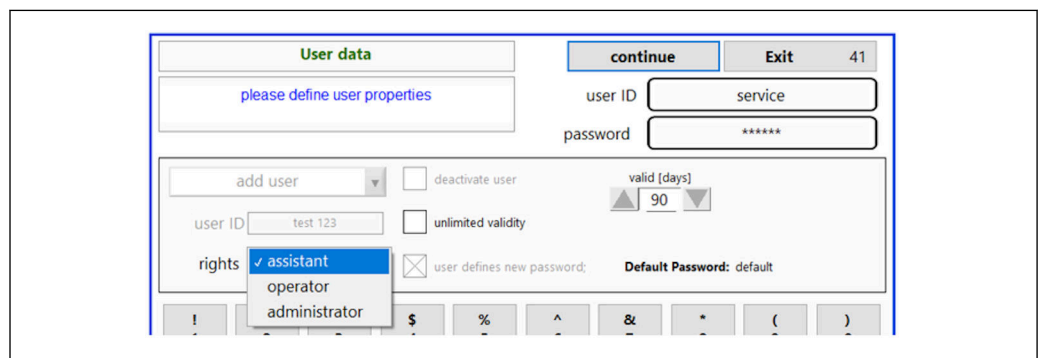 User data
continue
Exit 41
please define user properties
user ID service
password ******
add user
deactivate user
valid [days]
90
user ID test 123
unlimited validity
rights ✓ assistant
operator
administrator
user defines new password;
Default Password: default
! $ % ^ & * ( )